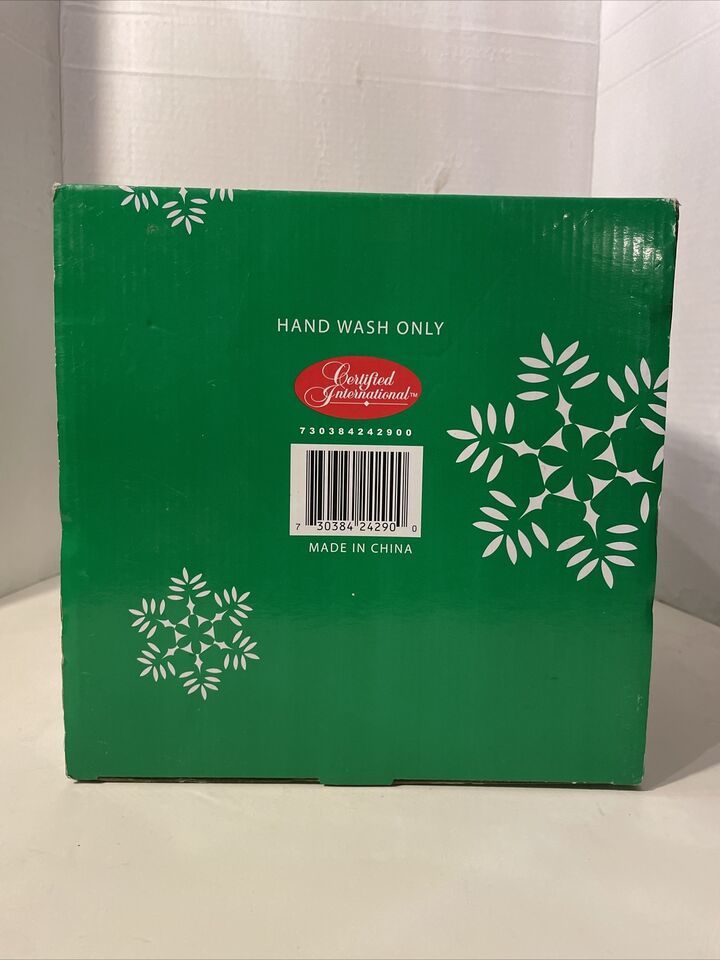 HAND WASH ONLY
Certified
International™
730384242900
7 30384 24290 0
MADE IN CHINA